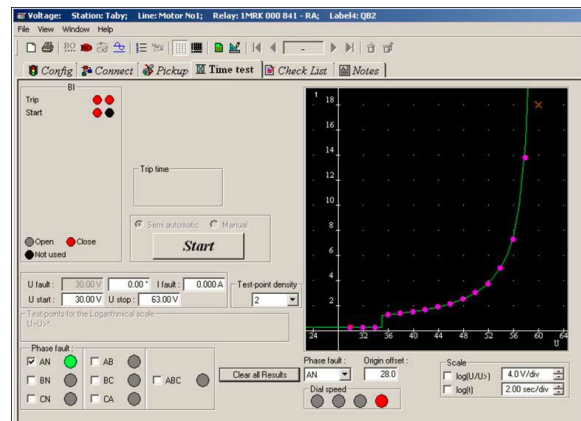 Voltage: Station: Taby; Line: Motor No1; Relay: 1MRK 000 841 - RA; Label4: QB2
File View Window Help
Config Connect Pickup Time test Check List Notes
BI
Trip
Start
Open Close
Not used
Trip time
Semi automatic Manual
Start
U fault : 30.00 V 0.00 ° I fault : 0.000 A
U start : 30.00 V U stop : 63.00 V
Test-point density
2
Test-points for the Logarithmical scale
U=U>*
Phase fault :
AN AB
BN BC ABC
CN CA
Clear all Results
t
18
16
14
12
10
8
6
4
2
24 28 32 36 40 44 48 52 56 60 64
U
Phase fault : Origin offset :
AN 28.0
Dial speed
Scale
log(U/U>) 4.0 V/div
log(t) 2.00 sec/div